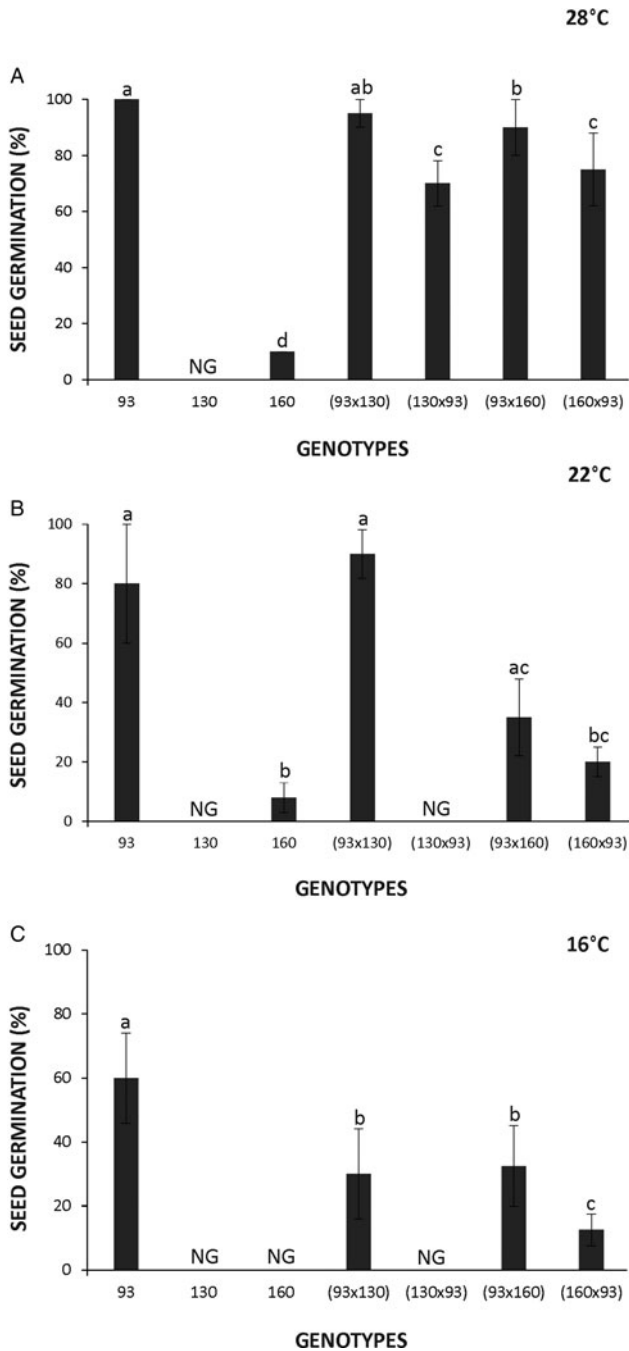 28°C
A
SEED GERMINATION (%)
100
80
60
40
20
0
a
NG
d
ab
c
b
c
93 130 160 (93x130) (130x93) (93x160) (160x93)
GENOTYPES
22°C
B
SEED GERMINATION (%)
100
80
60
40
20
0
a
NG
b
a
NG
ac
bc
93 130 160 (93x130) (130x93) (93x160) (160x93)
GENOTYPES
16°C
C
SEED GERMINATION (%)
100
80
60
40
20
0
a
NG
NG
b
NG
b
c
93 130 160 (93x130) (130x93) (93x160) (160x93)
GENOTYPES